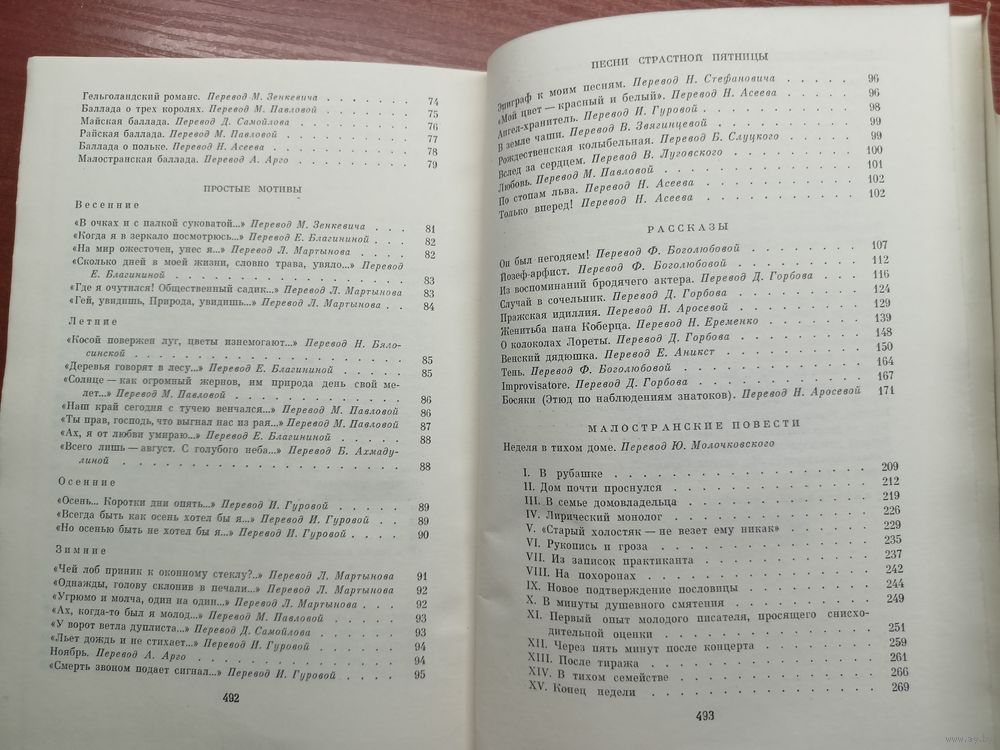 Гельголандский романс. Перевод М. Зенкевича . . . . . . . 74
Баллада о трех королях. Перевод М. Павловой . . . . . . . 75
Майская баллада. Перевод Д. Самойлова . . . . . . . 76
Райская баллада. Перевод М. Павловой . . . . . . . 77
Баллада о польке. Перевод Н. Асеева . . . . . . . 78
Малостранская баллада. Перевод А. Арго . . . . . . . 79
ПРОСТЫЕ МОТИВЫ
Весенние
«В очках и с палкой суковатой...» Перевод М. Зенкевича . . . 81
«Когда я в зеркало посмотрюсь...» Перевод Е. Благининой . . . 82
«На мир ожесточен, унес я...» Перевод Л. Мартынова . . . 82
«Сколько дней в моей жизни, словно трава, увяло...» Перевод
Е. Благининой . . . . . . . 83
«Где я очутился! Общественный садик...» Перевод Л. Мартынова 83
«Гей, увидишь, Природа, увидишь...» Перевод Л. Мартынова . . 84
Летние
«Косой повержен луг, цветы изнемогают...» Перевод Н. Бяло-
синской . . . . . . . 85
«Деревья говорят в лесу...» Перевод Е. Благининой . . . . . 85
«Солнце — как огромный жернов, им природа день свой ме-
лет...» Перевод М. Павловой . . . . . . . 86
«Наш край сегодня с тучею венчался...» Перевод М. Павловой 86
«Ты прав, господь, что выгнал нас из рая...» Перевод М. Павловой 87
«Ах, я от любви умираю...» Перевод Е. Благининой . . . . 88
«Всего лишь — август. С голубого неба...» Перевод Б. Ахмаду-
линой . . . . . . . 88
Осенние
«Осень... Коротки дни опять...» Перевод И. Гуровой . . . 89
«Всегда быть как осень хотел бы я...» Перевод И. Гуровой . . 89
«Но осенью быть не хотел бы я...» Перевод И. Гуровой . . . . 90
Зимние
«Чей лоб приник к оконному стеклу?..» Перевод Л. Мартынова 91
«Однажды, голову склонив в печали...» Перевод Л. Мартынова 92
«Угрюмо и молча, один на один...» Перевод Л. Мартынова . . . 92
«Ах, когда-то был я молод...» Перевод М. Павловой . . . . 93
«У ворот ветла дуплиста...» Перевод Д. Самойлова . . . . . 93
«Льет дождь и не стихает...» Перевод И. Гуровой . . . . . 94
Ноябрь. Перевод А. Арго . . . . . . . 94
«Смерть звоном подает сигнал...» Перевод И. Гуровой . . . . 95
492
ПЕСНИ СТРАСТНОЙ ПЯТНИЦЫ
Эпиграф к моим песням. Перевод Н. Стефановича . . . . . 96
«Мой цвет — красный и белый». Перевод Н. Асеева . . . . . 96
Ангел-хранитель. Перевод И. Гуровой . . . . . . . 98
В земле чаши. Перевод В. Звягинцевой . . . . . . . 99
Рождественская колыбельная. Перевод Б. Слуцкого . . . . . 99
Вслед за сердцем. Перевод В. Луговского . . . . . . . 100
Любовь. Перевод М. Павловой . . . . . . . 101
По стопам льва. Перевод Н. Асеева . . . . . . . 102
Только вперед! Перевод Н. Асеева . . . . . . . 102
РАССКАЗЫ
Он был негодяем! Перевод Ф. Боголюбовой . . . . . . . 107
Йозеф-арфист. Перевод Ф. Боголюбовой . . . . . . . 112
Из воспоминаний бродячего актера. Перевод Д. Горбова . . . 116
Случай в сочельник. Перевод Д. Горбова . . . . . . . 124
Пражская идиллия. Перевод Н. Аросевой . . . . . . . 129
Женитьба пана Коберца. Перевод Н. Еременко . . . . . . . 139
О колоколах Лореты. Перевод Д. Горбова . . . . . . . 148
Венский дядюшка. Перевод Е. Аникст . . . . . . . 150
Тень. Перевод Ф. Боголюбовой . . . . . . . 164
Improvisatore. Перевод Д. Горбова . . . . . . . 167
Босяки (Этюд по наблюдениям знатоков). Перевод Н. Аросевой 171
МАЛОСТРАНСКИЕ ПОВЕСТИ
Неделя в тихом доме. Перевод Ю. Молочковского
I. В рубашке . . . . . . . 209
II. Дом почти проснулся . . . . . . . 212
III. В семье домовладельца . . . . . . . 219
IV. Лирический монолог . . . . . . . 226
V. «Старый холостяк — не везет ему никак» . . . . . . . 229
VI. Рукопись и гроза . . . . . . . 235
VII. Из записок практиканта . . . . . . . 237
VIII. На похоронах . . . . . . . 242
IX. Новое подтверждение пословицы . . . . . . . 244
X. В минуты душевного смятения . . . . . . . 249
XI. Первый опыт молодого писателя, просящего снисхо-
дительной оценки . . . . . . . 251
XII. Через пять минут после концерта . . . . . . . 259
XIII. После тиража . . . . . . . 261
XIV. В тихом семействе . . . . . . . 266
XV. Конец недели . . . . . . . 269
493
www.ay.by